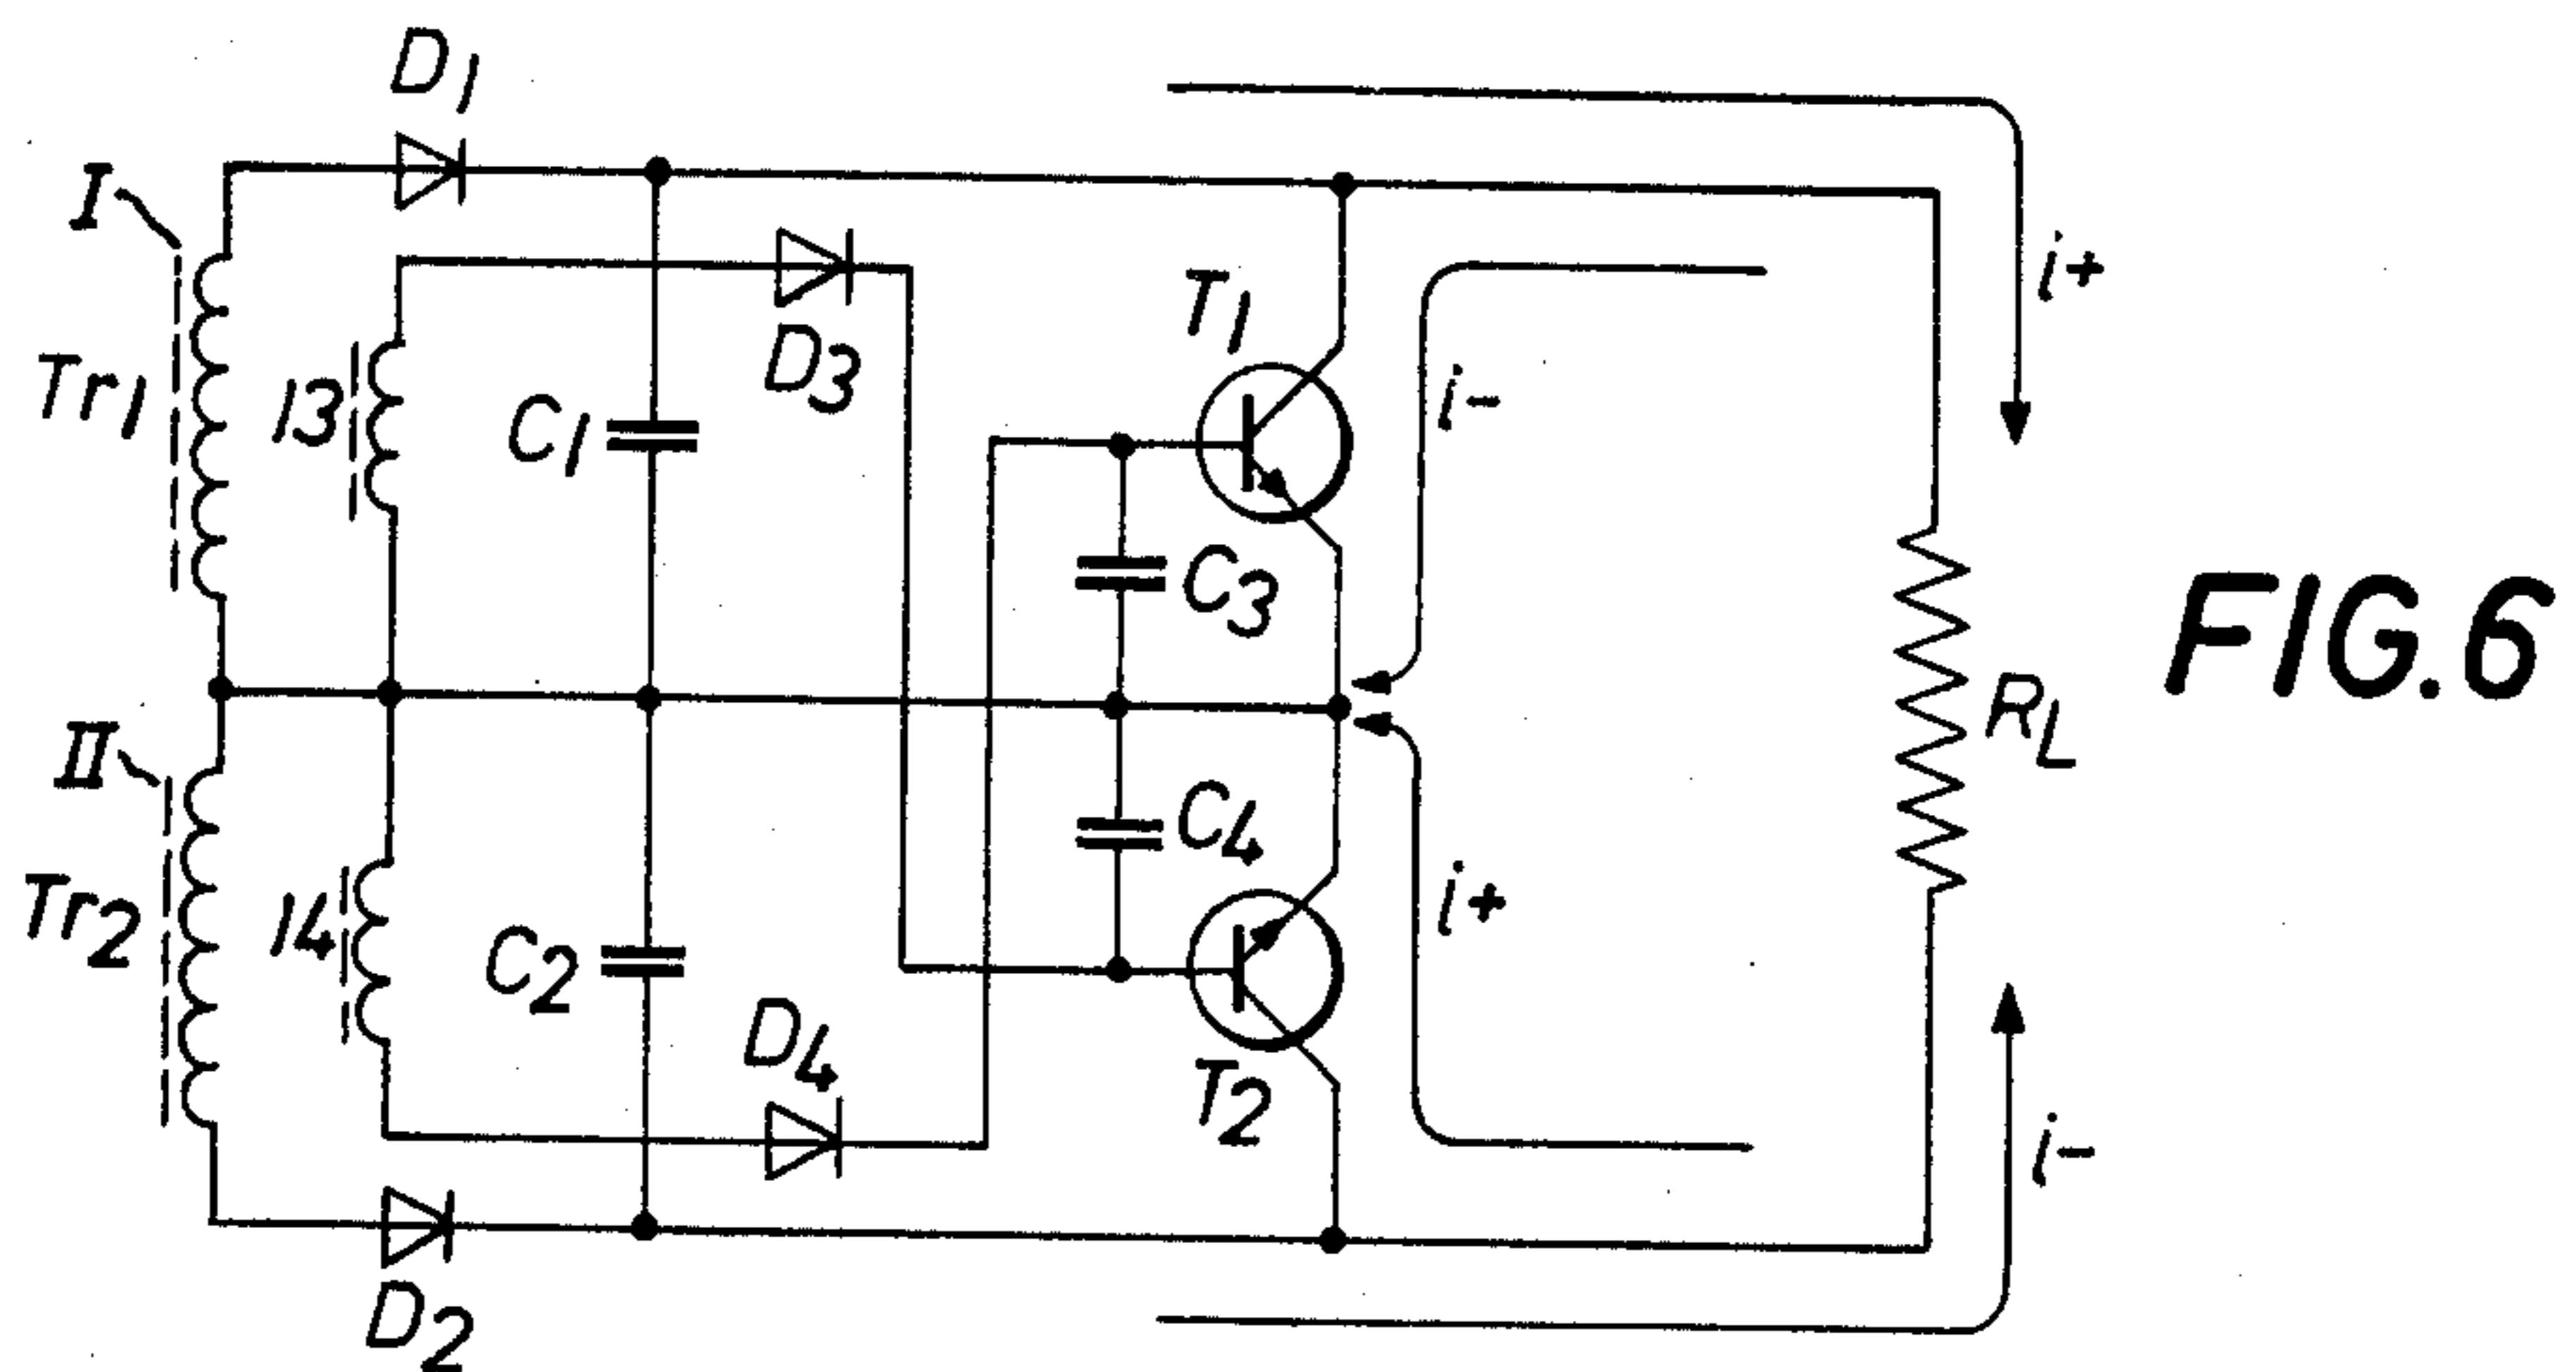 D1
I
Tr1
13
C1
D3
T1
i-
i+
C3
FIG.6
RL
II
Tr2
14
C2
C4
D4
T2
i+
i-
D2